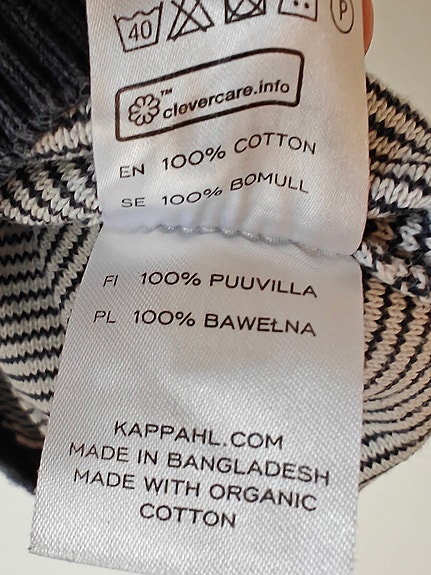 40
P
™
clevercare.info
EN 100% COTTON
SE 100% BOMULL
FI 100% PUUVILLA
PL 100% BAWEŁNA
KAPPAHL.COM
MADE IN BANGLADESH
MADE WITH ORGANIC
COTTON